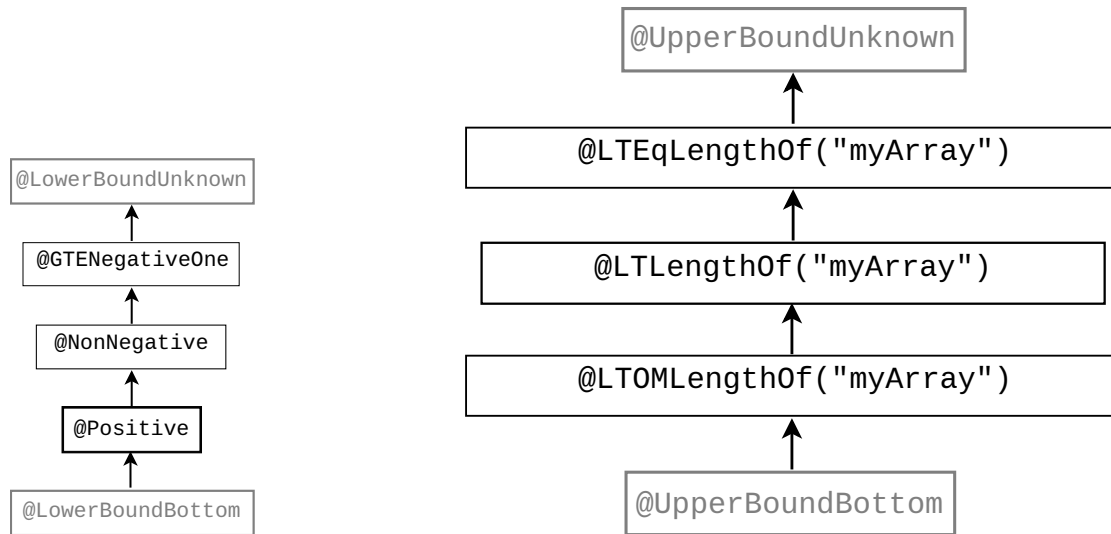 @LowerBoundUnknown
@GTENegativeOne
@NonNegative
@Positive
@LowerBoundBottom
@UpperBoundUnknown
@LTEqLengthOf("myArray")
@LTLengthOf("myArray")
@LTOMLengthOf("myArray")
@UpperBoundBottom